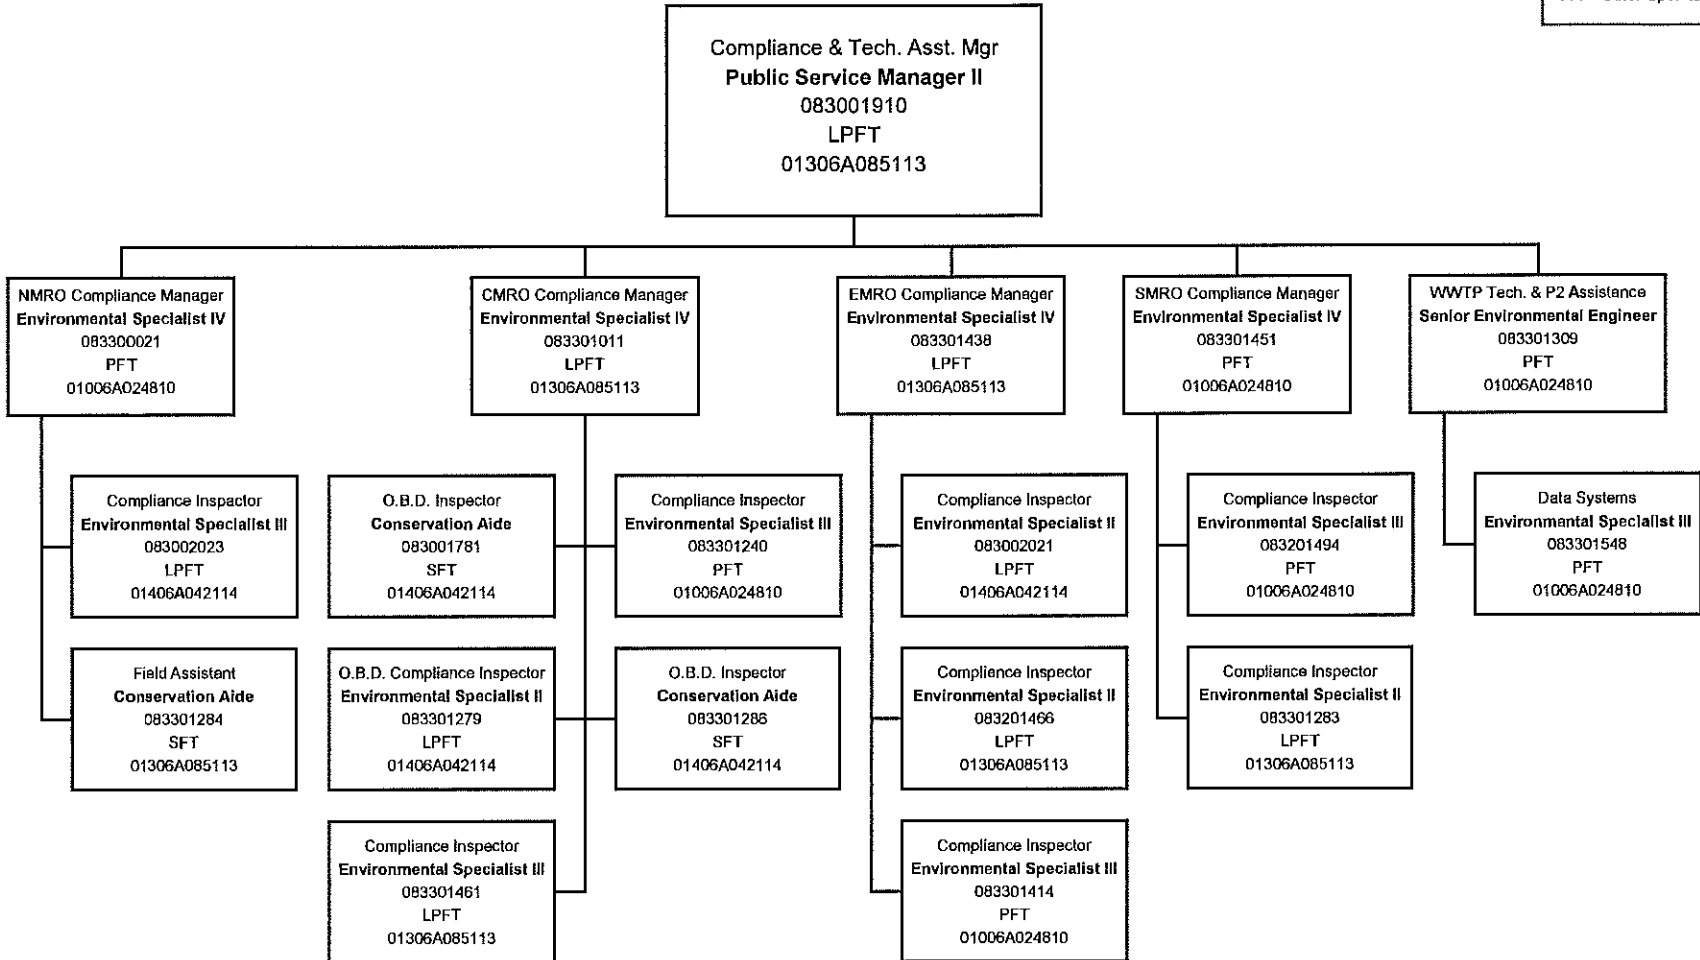 Compliance & Tech. Asst. Mgr
Public Service Manager II
083001910
LPFT
01306A085113
NMRO Compliance Manager
Environmental Specialist IV
083300021
PFT
01006A024810
CMRO Compliance Manager
Environmental Specialist IV
083301011
LPFT
01306A085113
EMRO Compliance Manager
Environmental Specialist IV
083301438
LPFT
01306A085113
SMRO Compliance Manager
Environmental Specialist IV
083301451
PFT
01006A024810
WWTP Tech. & P2 Assistance
Senior Environmental Engineer
083301309
PFT
01006A024810
Compliance Inspector
Environmental Specialist III
083002023
LPFT
01406A042114
O.B.D. Inspector
Conservation Aide
083001781
SFT
01406A042114
Compliance Inspector
Environmental Specialist III
083301240
PFT
01006A024810
Compliance Inspector
Environmental Specialist II
083002021
LPFT
01406A042114
Compliance Inspector
Environmental Specialist III
083201494
PFT
01006A024810
Data Systems
Environmental Specialist III
083301548
PFT
01006A024810
Field Assistant
Conservation Aide
083301284
SFT
01306A085113
O.B.D. Compliance Inspector
Environmental Specialist II
083301279
LPFT
01406A042114
O.B.D. Inspector
Conservation Aide
083301286
SFT
01406A042114
Compliance Inspector
Environmental Specialist II
083201466
LPFT
01306A085113
Compliance Inspector
Environmental Specialist II
083301283
LPFT
01306A085113
Compliance Inspector
Environmental Specialist III
083301461
LPFT
01306A085113
Compliance Inspector
Environmental Specialist III
083301414
PFT
01006A024810